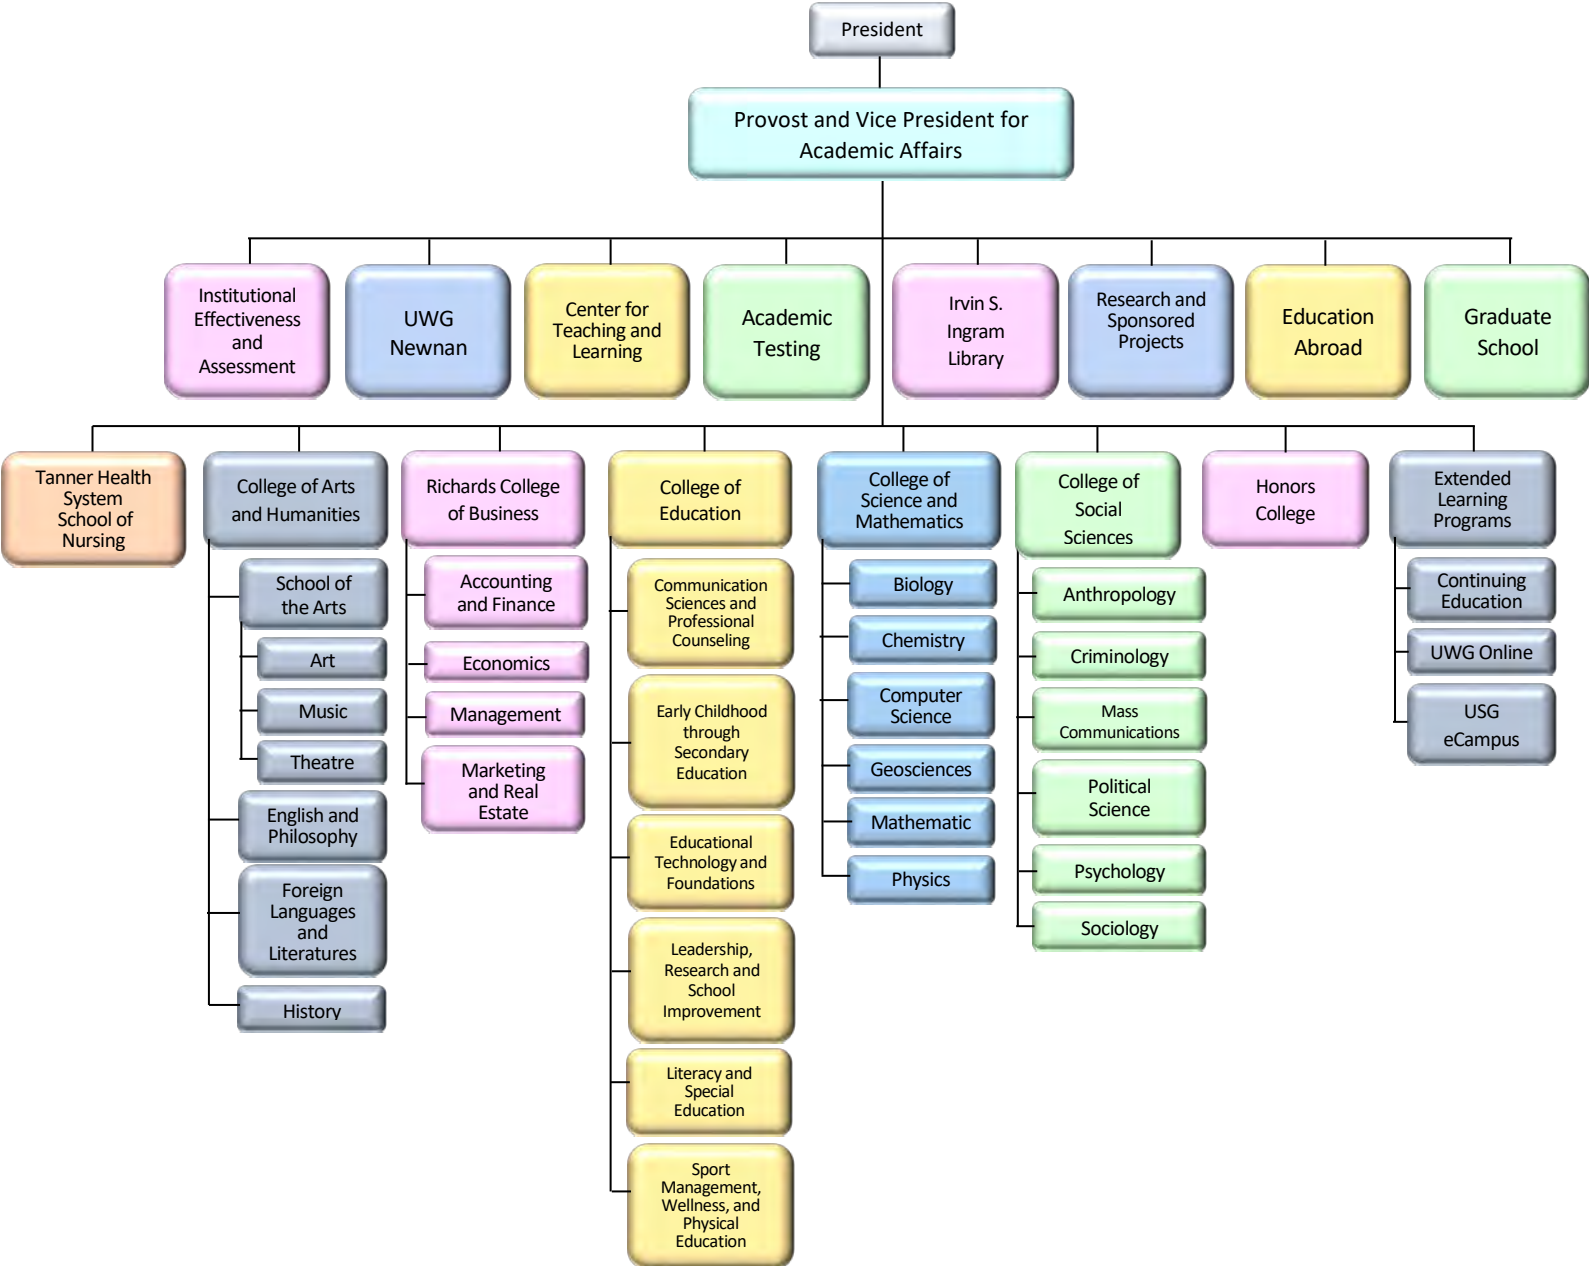 President
Provost and Vice President for
Academic Affairs
Institutional
Effectiveness
and
Assessment
UWG
Newnan
Center for
Teaching and
Learning
Academic
Testing
Irvin S.
Ingram
Library
Research and
Sponsored
Projects
Education
Abroad
Graduate
School
Tanner Health
System
School of
Nursing
College of Arts
and Humanities
School of
the Arts
Art
Music
Theatre
English and
Philosophy
Foreign
Languages
and
Literatures
History
Richards College
of Business
Accounting
and Finance
Economics
Management
Marketing
and Real
Estate
College of
Education
Communication
Sciences and
Professional
Counseling
Early Childhood
through
Secondary
Education
Educational
Technology and
Foundations
Leadership,
Research and
School
Improvement
Literacy and
Special
Education
Sport
Management,
Wellness, and
Physical
Education
College of
Science and
Mathematics
Biology
Chemistry
Computer
Science
Geosciences
Mathematic
Physics
College of
Social
Sciences
Anthropology
Criminology
Mass
Communications
Political
Science
Psychology
Sociology
Honors
College
Extended
Learning
Programs
Continuing
Education
UWG Online
USG
eCampus